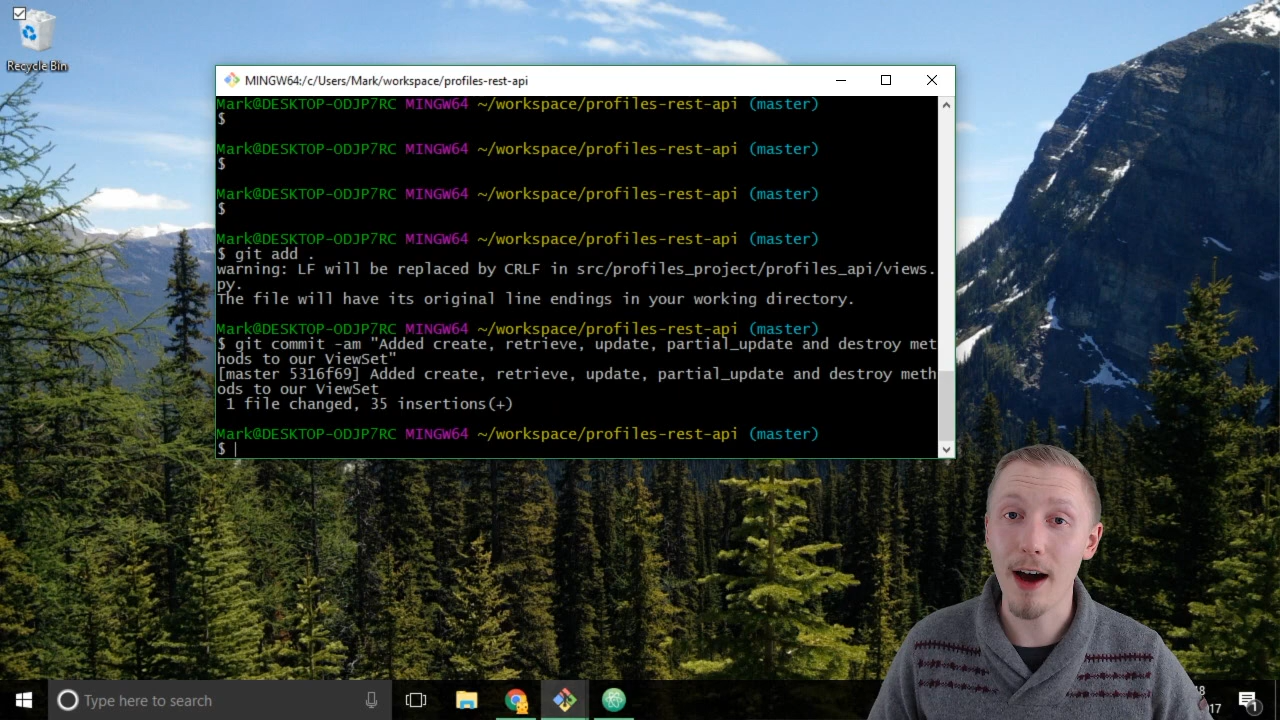 Recycle Bin
MINGW64:/c/Users/Mark/workspace/profiles-rest-api
Mark@DESKTOP-ODJP7RC MINGW64 ~/workspace/profiles-rest-api (master)
$
Mark@DESKTOP-ODJP7RC MINGW64 ~/workspace/profiles-rest-api (master)
$
Mark@DESKTOP-ODJP7RC MINGW64 ~/workspace/profiles-rest-api (master)
$
Mark@DESKTOP-ODJP7RC MINGW64 ~/workspace/profiles-rest-api (master)
$ git add .
warning: LF will be replaced by CRLF in src/profiles_project/profiles_api/views.
py.
The file will have its original line endings in your working directory.
Mark@DESKTOP-ODJP7RC MINGW64 ~/workspace/profiles-rest-api (master)
$ git commit -am "Added create, retrieve, update, partial_update and destroy met
hods to our ViewSet"
[master 5316f69] Added create, retrieve, update, partial_update and destroy meth
ods to our ViewSet
 1 file changed, 35 insertions(+)
Mark@DESKTOP-ODJP7RC MINGW64 ~/workspace/profiles-rest-api (master)
$
Type here to search
1